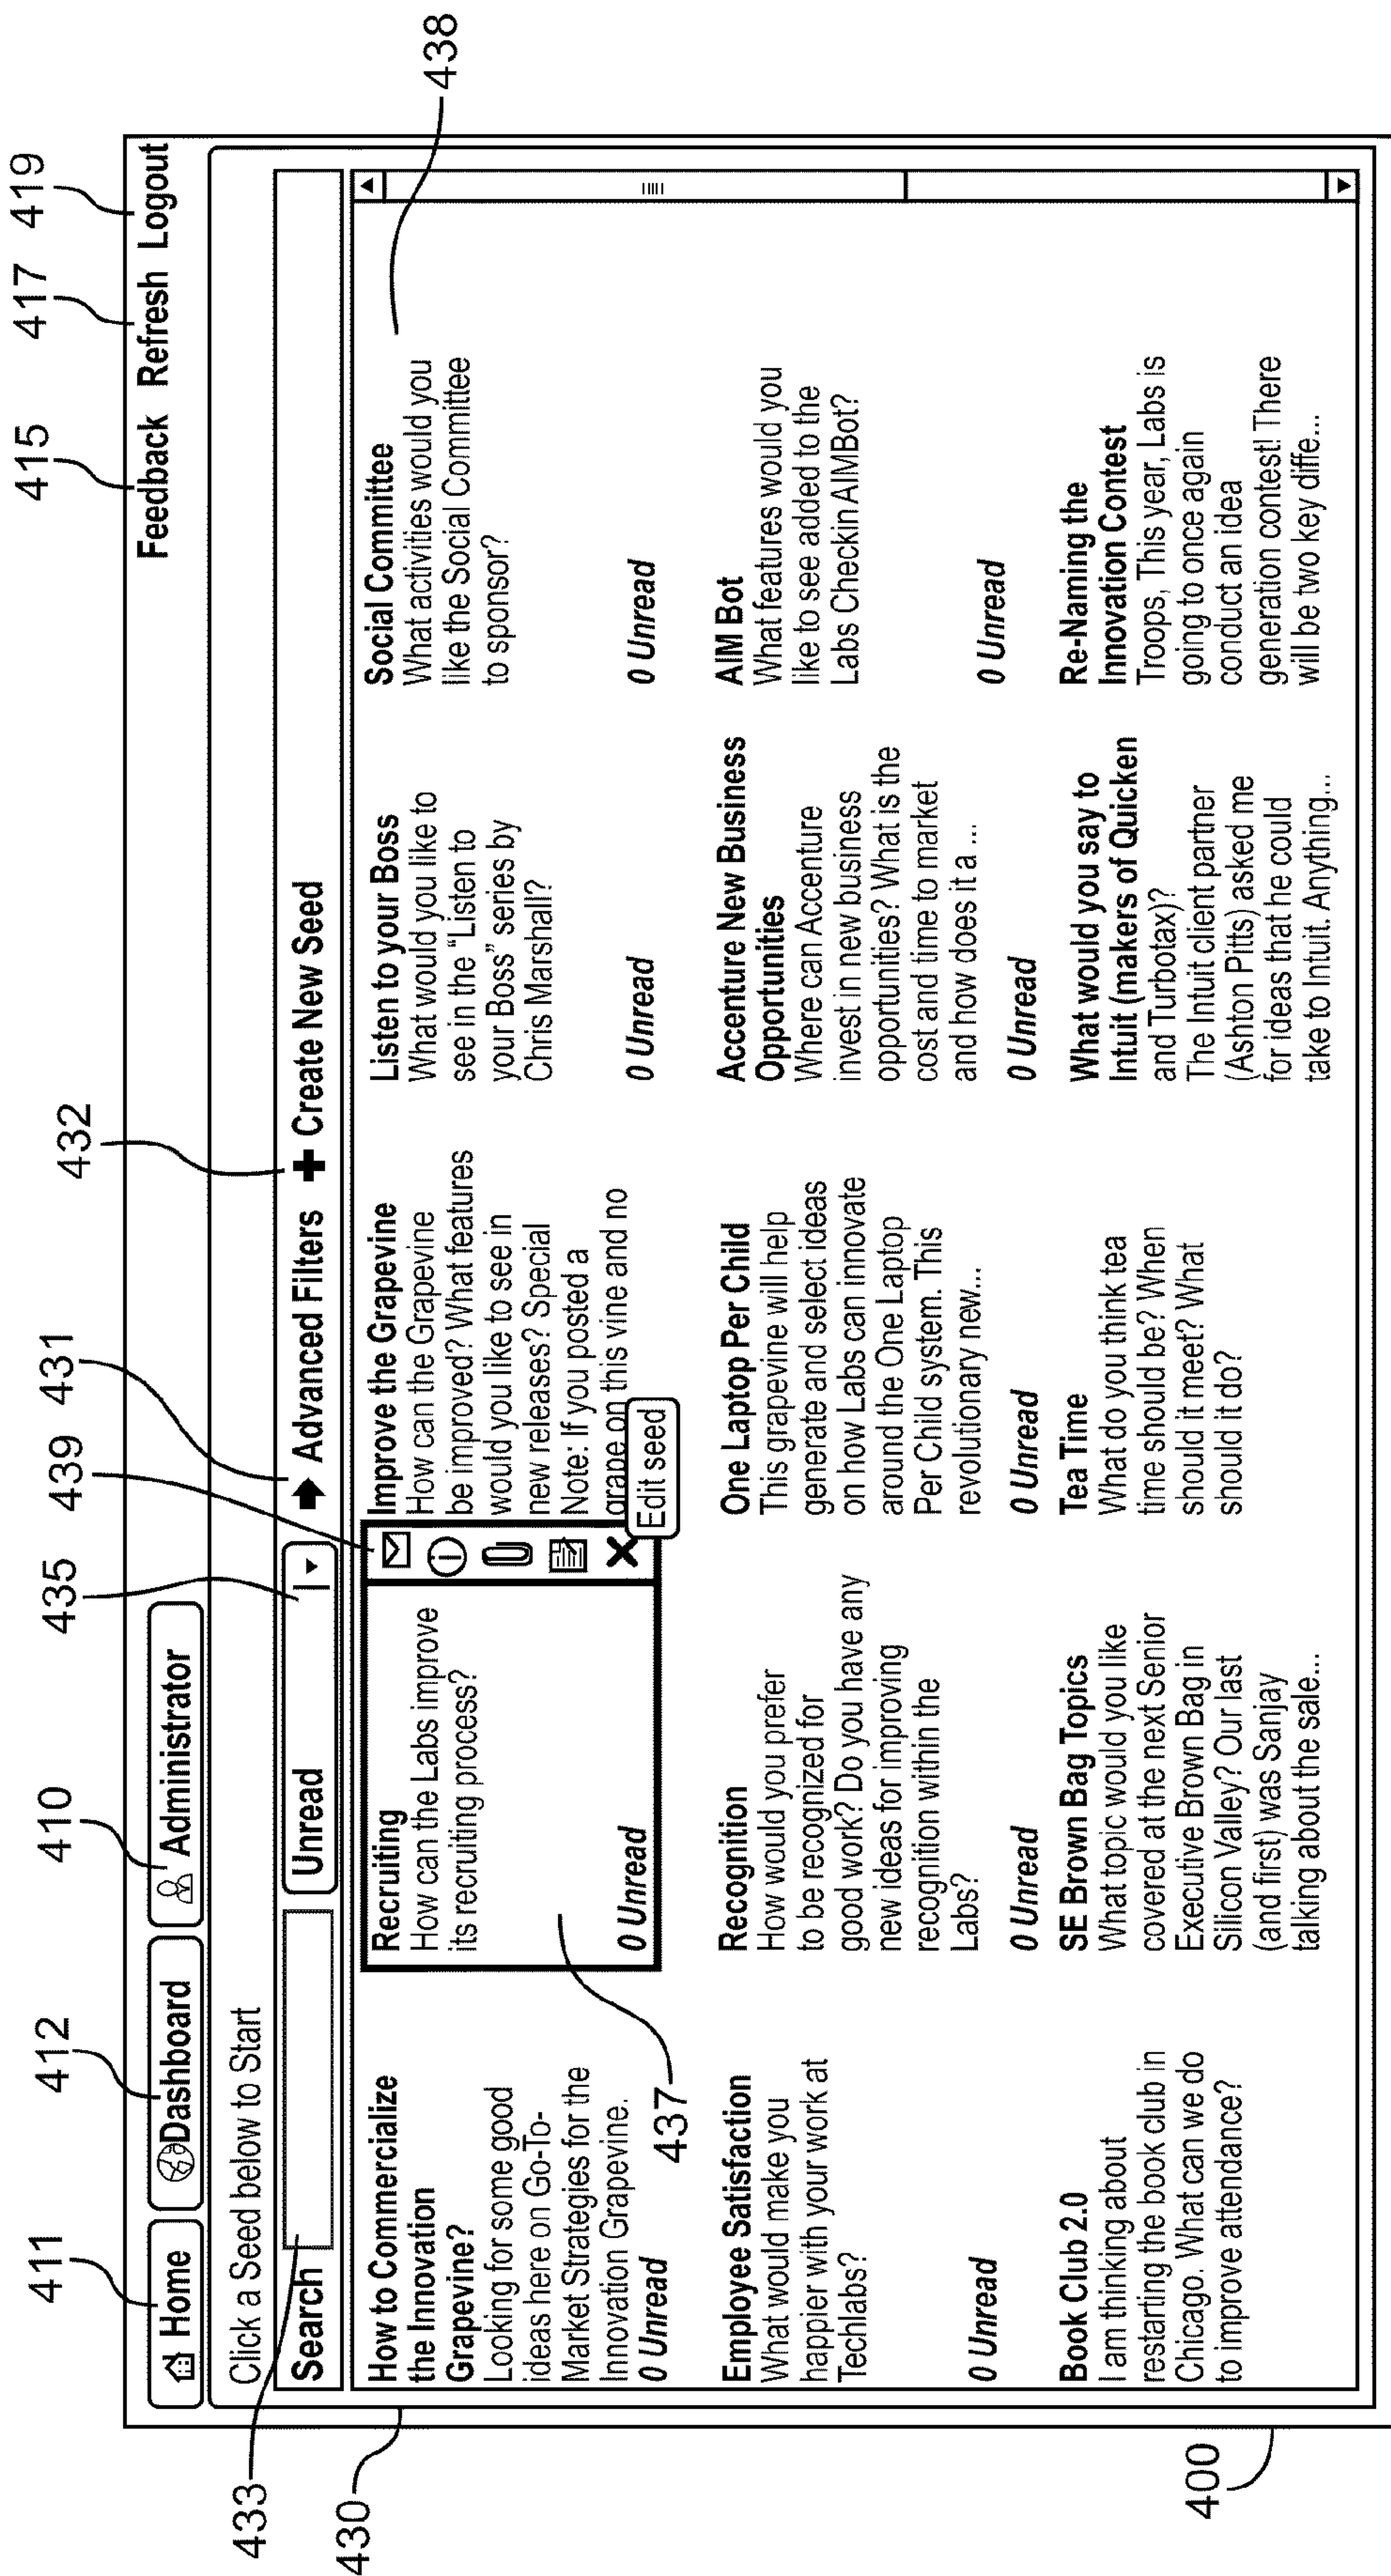 415 417 419
411 412 410 435 439 431 432
Home Dashboard Administrator Feedback Refresh Logout
Click a Seed below to Start
Search Unread Advanced Filters Create New Seed
433
430
400
437
438
How to Commercialize
the Innovation
Grapevine?
Looking for some good
ideas here on Go-To-
Market Strategies for the
Innovation Grapevine.
0 Unread
Recruiting
How can the Labs improve
its recruiting process?
0 Unread
Edit seed
Improve the Grapevine
How can the Grapevine
be improved? What features
would you like to see in
new releases? Special
Note: If you posted a
grape on this vine and no
Listen to your Boss
What would you like to
see in the “Listen to
your Boss” series by
Chris Marshall?
0 Unread
Social Committee
What activities would you
like the Social Committee
to sponsor?
0 Unread
Employee Satisfaction
What would make you
happier with your work at
Techlabs?
0 Unread
Recognition
How would you prefer
to be recognized for
good work? Do you have any
new ideas for improving
recognition within the
Labs?
0 Unread
One Laptop Per Child
This grapevine will help
generate and select ideas
on how Labs can innovate
around the One Laptop
Per Child system. This
revolutionary new...
0 Unread
Accenture New Business
Opportunities
Where can Accenture
invest in new business
opportunities? What is the
cost and time to market
and how does it a ...
0 Unread
AIM Bot
What features would you
like to see added to the
Labs Checkin AIMBot?
0 Unread
Book Club 2.0
I am thinking about
restarting the book club in
Chicago. What can we do
to improve attendance?
SE Brown Bag Topics
What topic would you like
covered at the next Senior
Executive Brown Bag in
Silicon Valley? Our last
(and first) was Sanjay
talking about the sale...
Tea Time
What do you think tea
time should be? When
should it meet? What
should it do?
What would you say to
Intuit (makers of Quicken
and Turbotax)?
The Intuit client partner
(Ashton Pitts) asked me
for ideas that he could
take to Intuit. Anything...
Re-Naming the
Innovation Contest
Troops, This year, Labs is
going to once again
conduct an idea
generation contest! There
will be two key diffe...